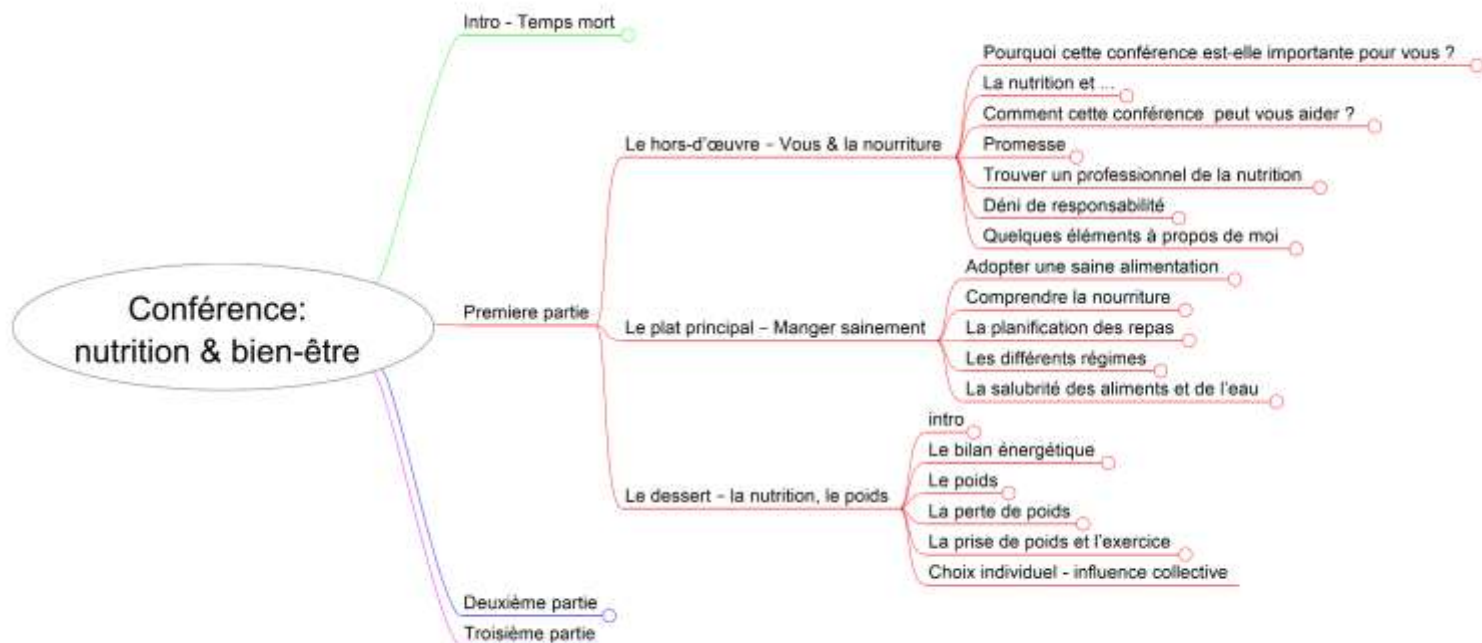 Conférence:
nutrition & bien-être
Intro - Temps mort
Premiere partie
Le hors-d'œuvre – Vous & la nourriture
Pourquoi cette conférence est-elle importante pour vous ?
La nutrition et ...
Comment cette conférence peut vous aider ?
Promesse
Trouver un professionnel de la nutrition
Déni de responsabilité
Quelques éléments à propos de moi
Le plat principal – Manger sainement
Adopter une saine alimentation
Comprendre la nourriture
La planification des repas
Les différents régimes
La salubrité des aliments et de l'eau
Le dessert – la nutrition, le poids
intro
Le bilan énergétique
Le poids
La perte de poids
La prise de poids et l'exercice
Choix individuel - influence collective
Deuxième partie
Troisième partie